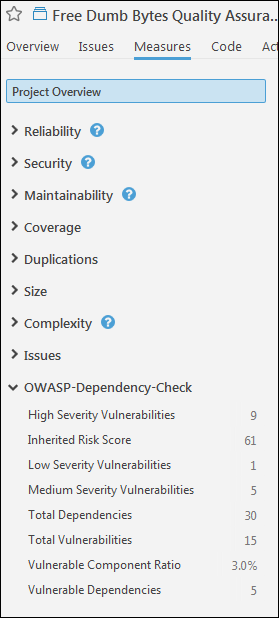 Free Dumb Bytes Quality Assura..
Overview Issues Measures Code Act
Project Overview
Reliability ?
Security ?
Maintainability ?
Coverage
Duplications
Size
Complexity ?
Issues
OWASP-Dependency-Check
High Severity Vulnerabilities 9
Inherited Risk Score 61
Low Severity Vulnerabilities 1
Medium Severity Vulnerabilities 5
Total Dependencies 30
Total Vulnerabilities 15
Vulnerable Component Ratio 3.0%
Vulnerable Dependencies 5